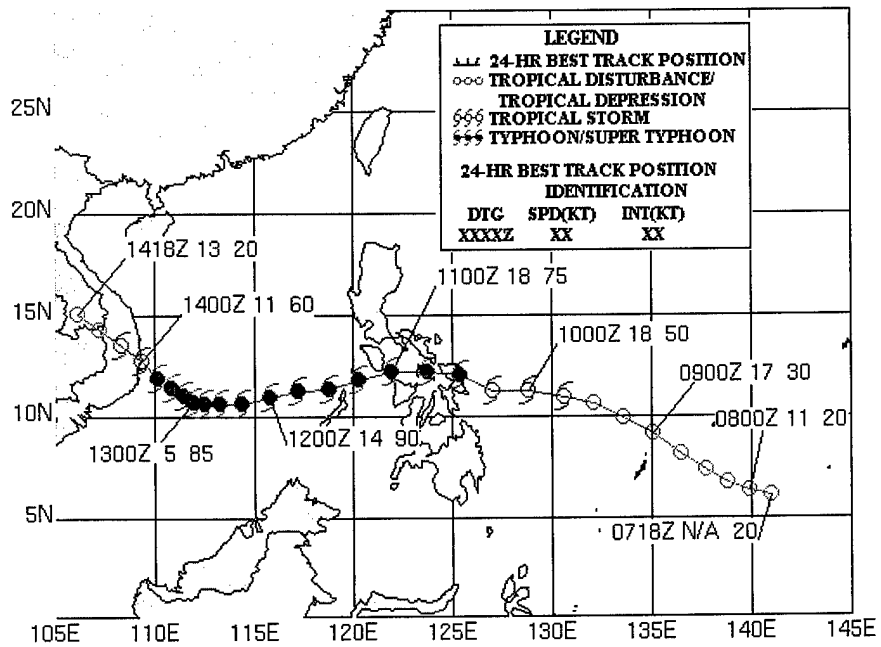 LEGEND
24-HR BEST TRACK POSITION
TROPICAL DISTURBANCE/
TROPICAL DEPRESSION
TROPICAL STORM
TYPHOON/SUPER TYPHOON
24-HR BEST TRACK POSITION
IDENTIFICATION
DTG SPD(KT) INT(KT)
XXXXZ XX XX
25N
20N
1418Z 13 20
1100Z 18 75
1400Z 11 60
15N
1000Z 18 50
0900Z 17 30
10N
0800Z 11 20
1200Z 14 90
1300Z 5 85
5N
0718Z N/A 20
105E 110E 115E 120E 125E 130E 135E 140E 145E